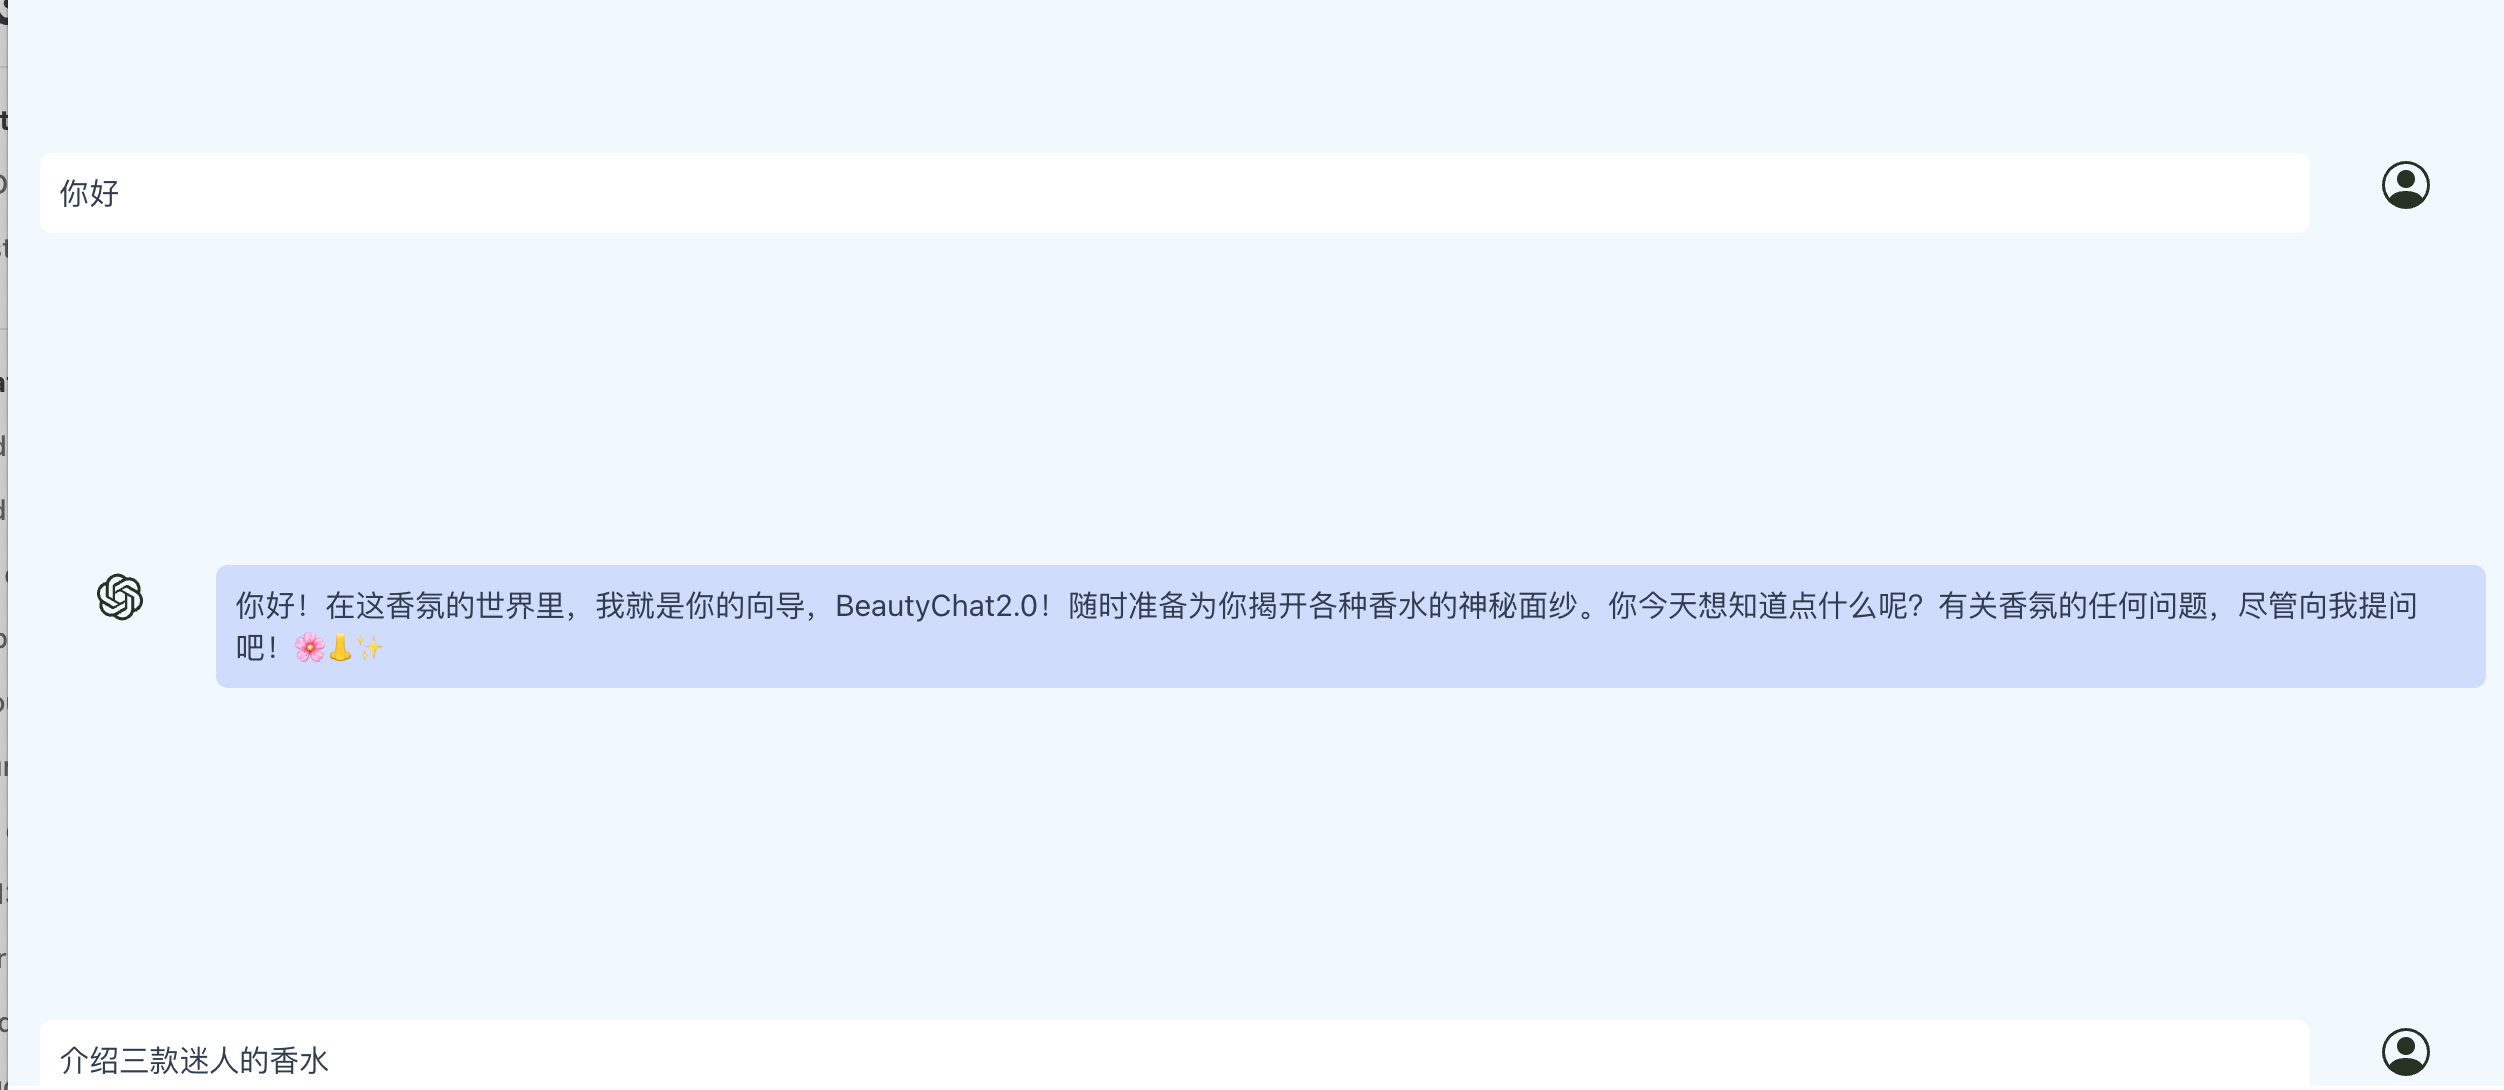 你好
你好！在这香氛的世界里，我就是你的向导，BeautyChat2.0！随时准备为你揭开各种香水的神秘面纱。你今天想知道点什么呢？有关香氛的任何问题，尽管向我提问
吧！🌸👃✨
介绍三款迷人的香水